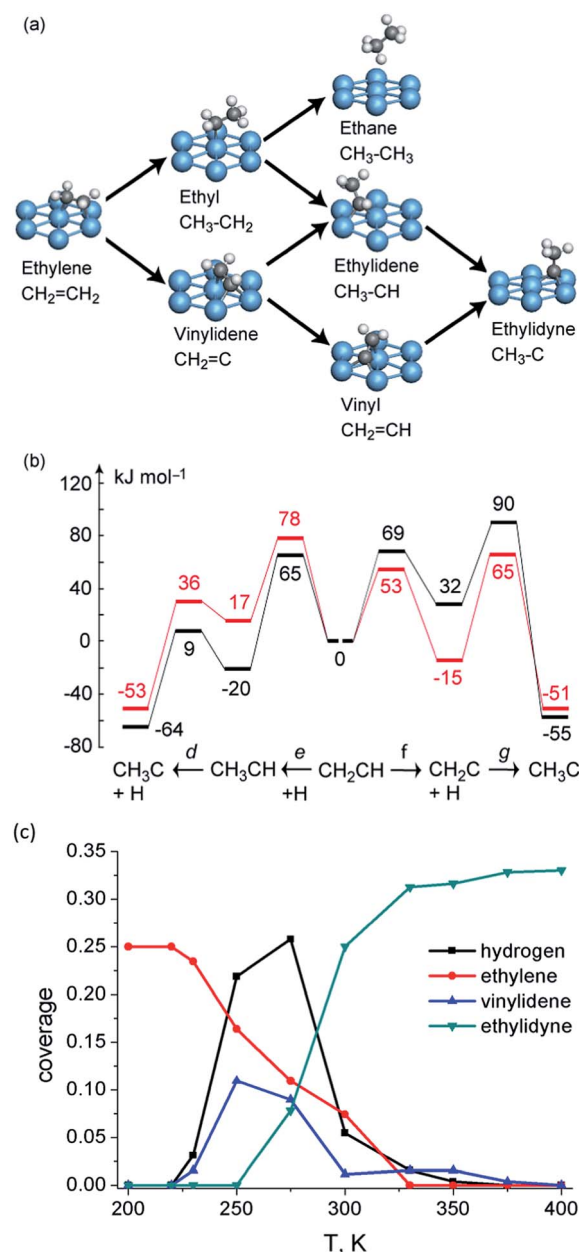 (a)
Ethane
CH₃-CH₃
Ethyl
CH₃-CH₂
Ethylene
CH₂=CH₂
Ethylidene
CH₃-CH
Vinylidene
CH₂=C
Ethylidyne
CH₃-C
Vinyl
CH₂=CH
(b)
kJ mol⁻¹
120
80
40
0
-40
-80
-53
-64
36
9
17
-20
78
65
0
69
53
32
-15
90
65
-51
-55
CH₃C d CH₃CH e CH₂CH f CH₂C g CH₃C
+ H +H + H
(c)
0.35
0.30
0.25
0.20
0.15
0.10
0.05
0.00
coverage
hydrogen
ethylene
vinylidene
ethylidyne
200 250 300 350 400
T, K